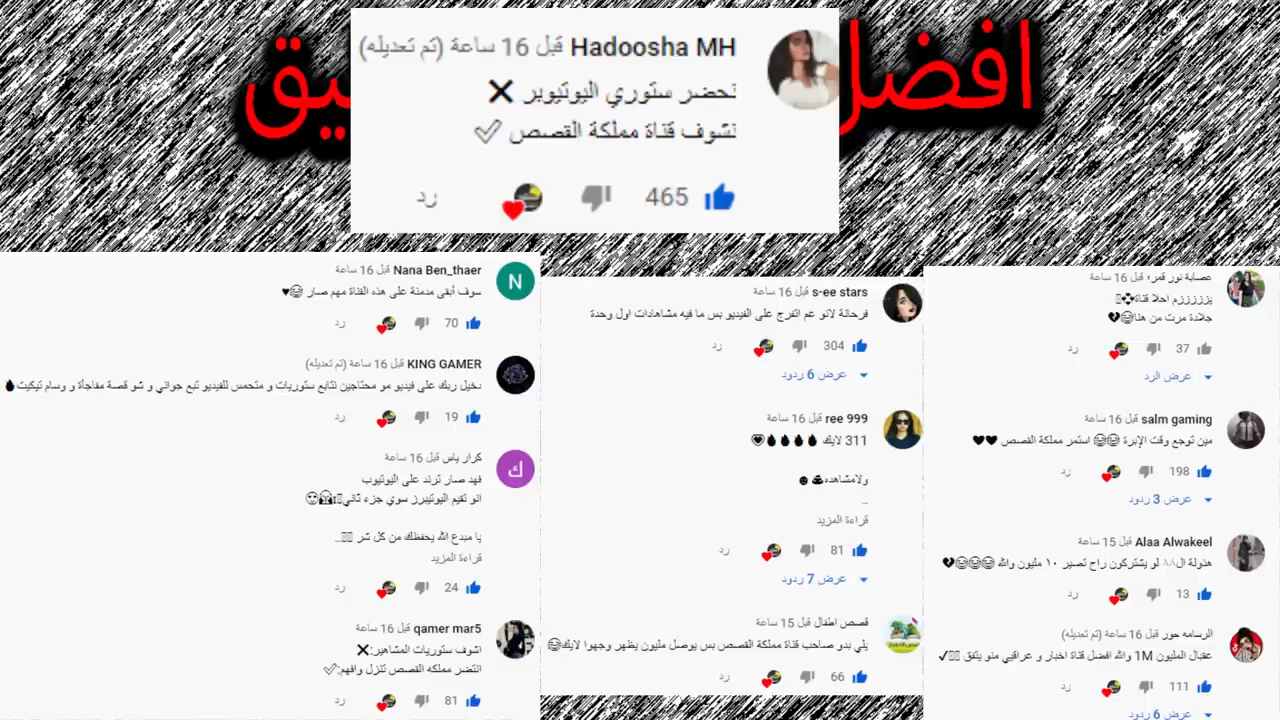 افضل
يق
Hadoosha MH قبل 16 ساعة (تم تعديله)
نحضر ستوري اليوتيوبر ❌
نشوف قناة مملكة القصص ✅
465 رد
عصابة نور قمر، قبل 16 ساعة
يزززززم احلا قناة
جلادة مرت من هنا😂💔
37 رد
عرض الرد
salm gaming قبل 16 ساعة
مين توجع وقت الإبرة 😂😂 استمر مملكة القصص ♥♥
198 رد
عرض 3 ردود
Alaa Alwakeel قبل 15 ساعة
هذولة ال٨٨ لو يشتركون راح تصير ١٠ مليون والله 😂😂😂💔
13 رد
الرسامه حور قبل 16 ساعة (تم تعديله)
عقبال المليون 1M والله افضل قناة اخبار و عراقيي منو يتفق ✔
111 رد
عرض 6 ردود
s-ee stars قبل 16 ساعة
فرحانة لانو عم اتفرج على الفيديو بس ما فيه مشاهادات اول وحدة
304 رد
عرض 6 ردود
ree 999 قبل 16 ساعة
311 لايك
ولامشاهده
...
قراءة المزيد
81 رد
عرض 7 ردود
قصص اطفال قبل 15 ساعة
يلي بدو صاحب قناة مملكة القصص بس يوصل مليون يظهر وجهوا لايك😂
66 رد
Nana Ben_thaer قبل 16 ساعة
سوف أبقى مدمنة على هذه القناة مهم صار 😂♥
70 رد
KING GAMER قبل 16 ساعة (تم تعديله)
دخيل ربك على فيديو مو محتاجين نتابع ستوريات و متحمس للفيديو تبع جواني و شو قصة مفاجأة و وسام تيكيت
19 رد
ك
كرار ياس قبل 16 ساعة
فهد صار ترند على اليوتيوب
انو تقيم اليوتيبرز سوي جزء ثاني
يا مبدع الله يحفظك من كل شر ...
قراءة المزيد
24 رد
qamer mar5 قبل 16 ساعة
اشوف ستوريات المشاهير:❌
انتضر مملكه القصص تنزل وافهم:✅
81 رد
N